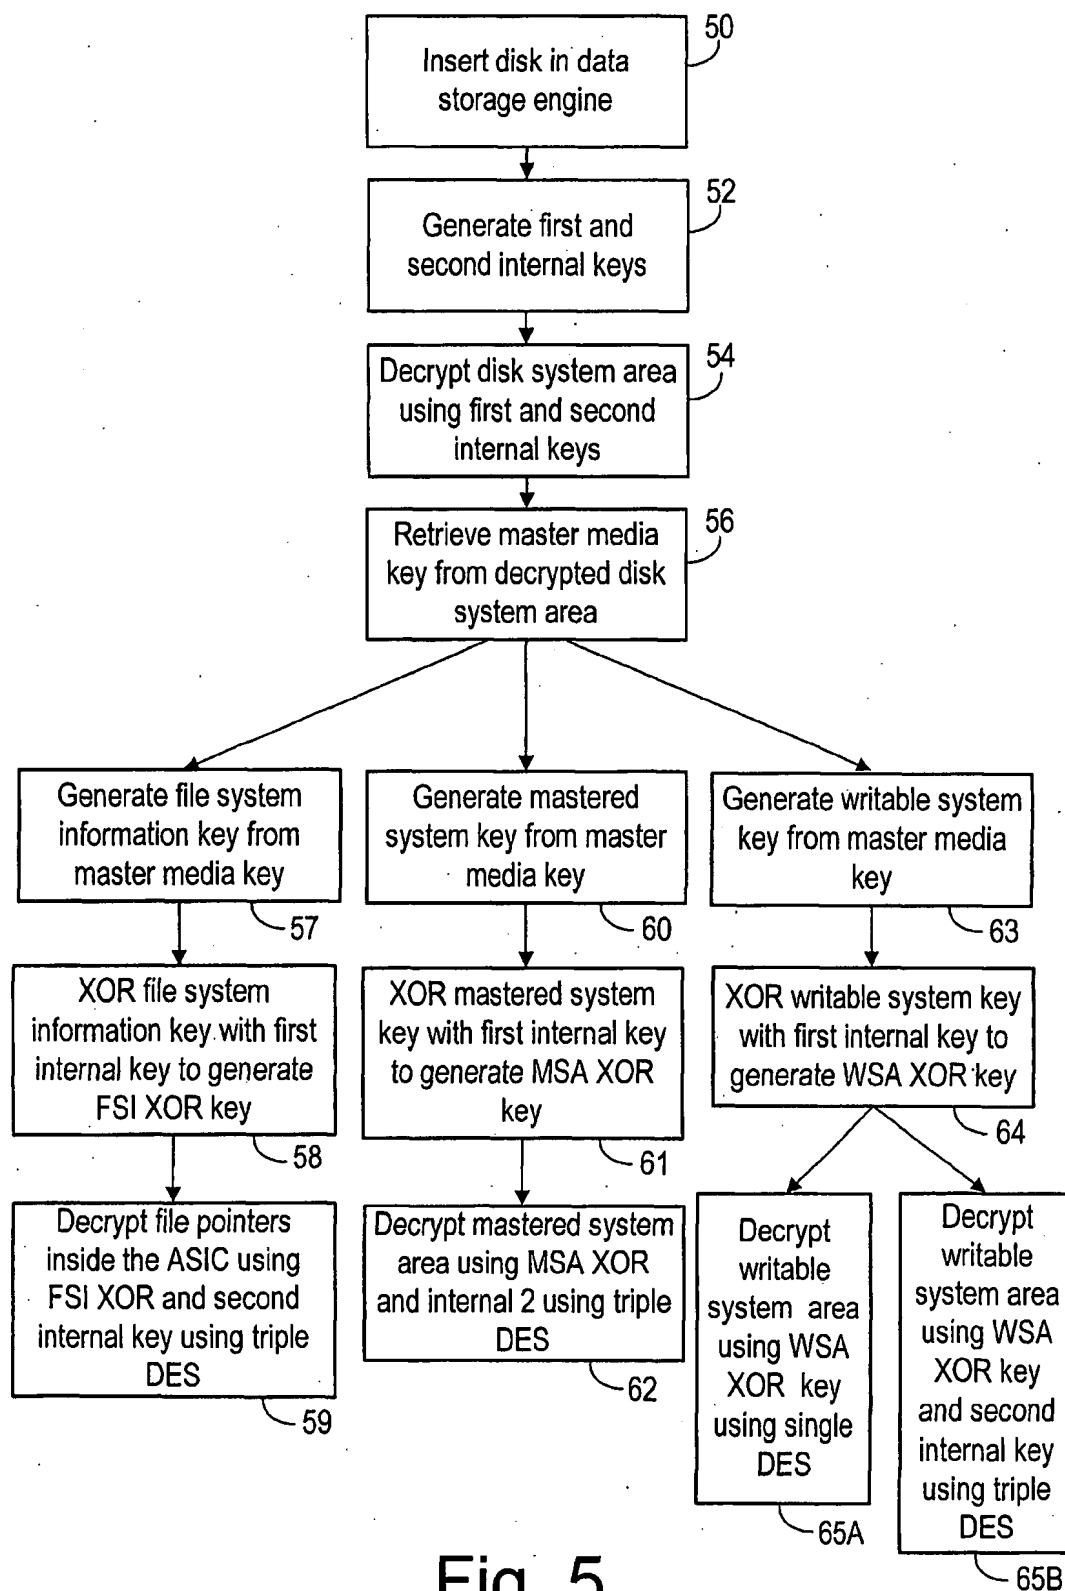 50
Insert disk in data
storage engine
52
Generate first and
second internal keys
54
Decrypt disk system area
using first and second
internal keys
56
Retrieve master media
key from decrypted disk
system area
Generate file system
information key from
master media key
57
Generate mastered
system key from master
media key
60
Generate writable system
key from master media
key
63
XOR file system
information key with first
internal key to generate
FSI XOR key
58
XOR mastered system
key with first internal key
to generate MSA XOR
key
61
XOR writable system key
with first internal key to
generate WSA XOR key
64
Decrypt file pointers
inside the ASIC using
FSI XOR and second
internal key using triple
DES
59
Decrypt mastered system
area using MSA XOR
and internal 2 using triple
DES
62
Decrypt
writable
system area
using WSA
XOR key
using single
DES
65A
Decrypt
writable
system area
using WSA
XOR key
and second
internal key
using triple
DES
65B
Fig. 5